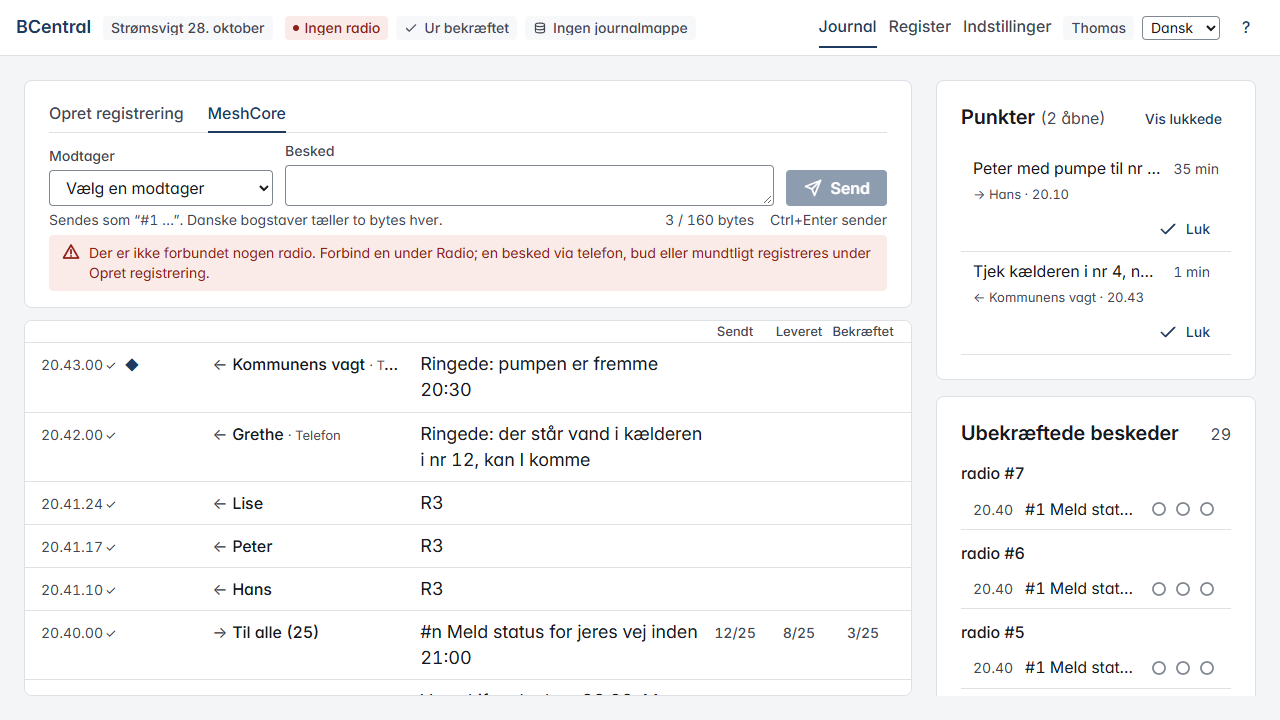 BCentral Strømsvigt 28. oktober Ingen radio Ur bekræftet Ingen journalmappe Journal Register Indstillinger Thomas Dansk ?
Opret registrering MeshCore
Modtager
Besked
Vælg en modtager
Send
Sendes som “#1 ...”. Danske bogstaver tæller to bytes hver. 3 / 160 bytes Ctrl+Enter sender
Der er ikke forbundet nogen radio. Forbind en under Radio; en besked via telefon, bud eller mundtligt registreres under
Opret registrering.
Sendt Leveret Bekræftet
20.43.00 ← Kommunens vagt · T... Ringede: pumpen er fremme
20:30
20.42.00 ← Grethe · Telefon Ringede: der står vand i kælderen
i nr 12, kan I komme
20.41.24 ← Lise R3
20.41.17 ← Peter R3
20.41.10 ← Hans R3
20.40.00 → Til alle (25) #n Meld status for jeres vej inden 12/25 8/25 3/25
21:00
Punkter (2 åbne) Vis lukkede
Peter med pumpe til nr ... 35 min
→ Hans · 20.10
Luk
Tjek kælderen i nr 4, n... 1 min
← Kommunens vagt · 20.43
Luk
Ubekræftede beskeder 29
radio #7
20.40 #1 Meld stat...
radio #6
20.40 #1 Meld stat...
radio #5
20.40 #1 Meld stat...